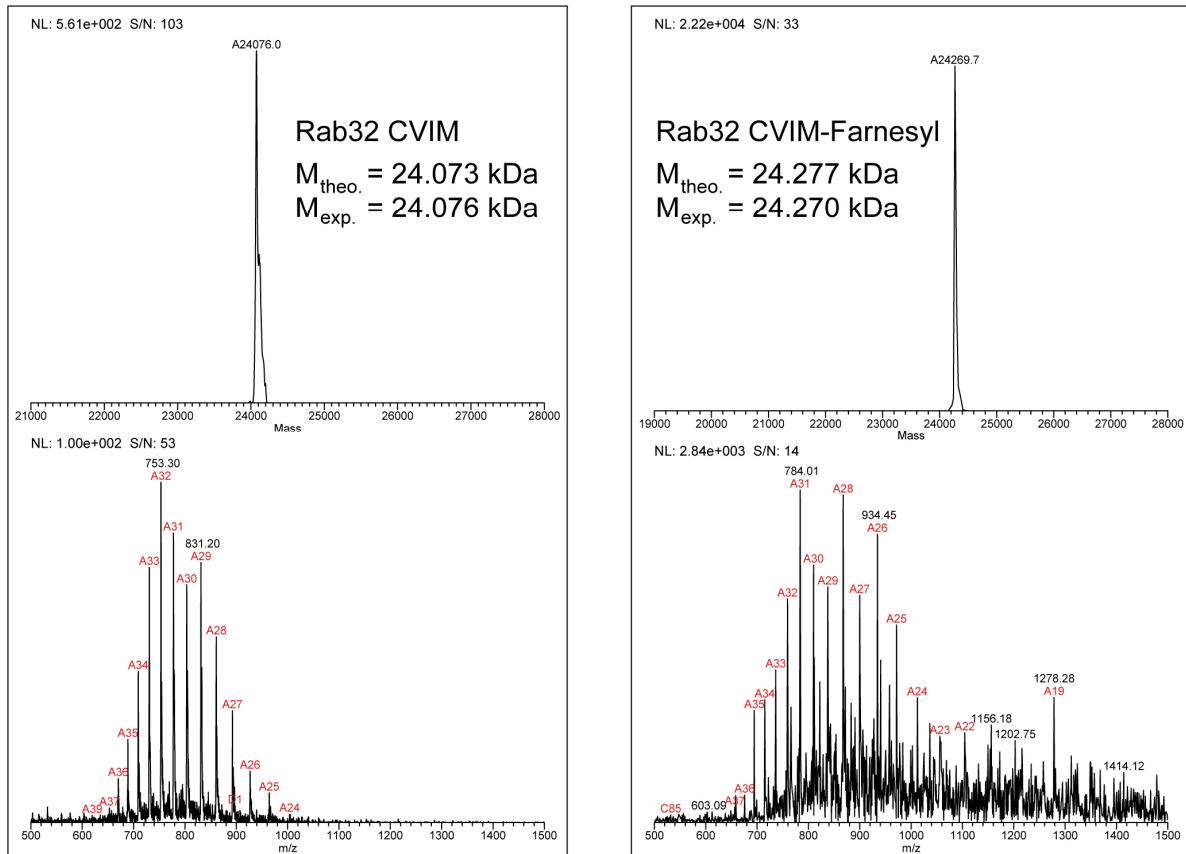 NL: 5.61e+002 S/N: 103
A24076.0
Rab32 CVIM
Mtheo. = 24.073 kDa
Mexp. = 24.076 kDa
21000 22000 23000 24000 25000 26000 27000 28000
Mass
NL: 1.00e+002 S/N: 53
753.30
A32
A31
831.20
A33
A29
A30
A28
A34
A27
A35
A36
A26
D1
A25
A39
A37
A24
500 600 700 800 900 1000 1100 1200 1300 1400 1500
m/z
NL: 2.22e+004 S/N: 33
A24269.7
Rab32 CVIM-Farnesyl
Mtheo. = 24.277 kDa
Mexp. = 24.270 kDa
19000 20000 21000 22000 23000 24000 25000 26000 27000 28000
Mass
NL: 2.84e+003 S/N: 14
784.01
A31
A28
934.45
A26
A30
A29
A32
A27
A25
A33
1278.28
A34
A24
A19
A35
1156.18
A23
A22
1202.75
A36
1414.12
A37
C85
603.09
500 600 700 800 900 1000 1100 1200 1300 1400 1500
m/z